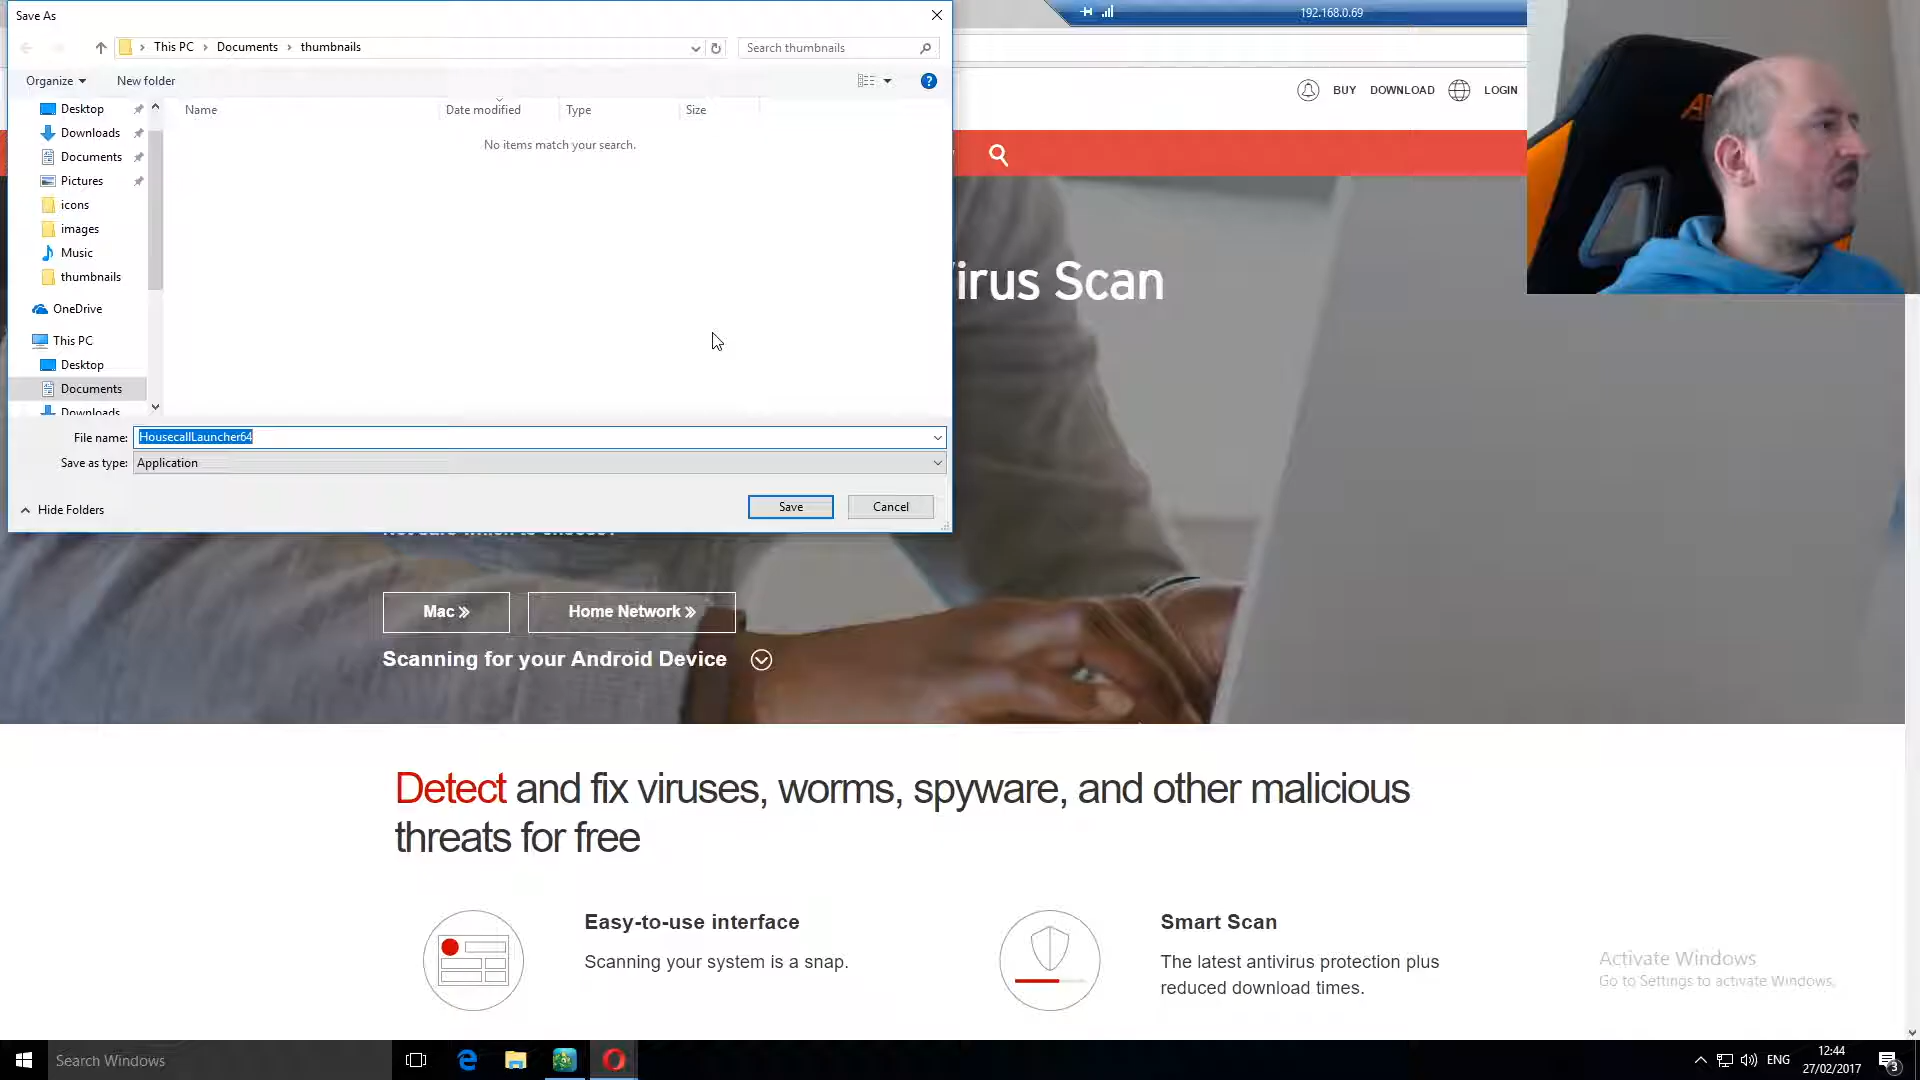 Save As
192.168.0.69
This PC
Documents
thumbnails
Search thumbnails
Organize
New folder
BUY
DOWNLOAD
LOGIN
Name
Date modified
Type
Size
No items match your search.
Desktop
Downloads
Documents
Pictures
icons
images
Music
thumbnails
OneDrive
This PC
Desktop
Documents
Downloads
irus Scan
File name: HousecallLauncher64
Save as type: Application
Hide Folders
Save
Cancel
Mac
Home Network
Scanning for your Android Device
Detect and fix viruses, worms, spyware, and other malicious
threats for free
Easy-to-use interface
Scanning your system is a snap.
Smart Scan
The latest antivirus protection plus
reduced download times.
Activate Windows
Go to Settings to activate Windows.
Search Windows
ENG
12:44
27/02/2017
3